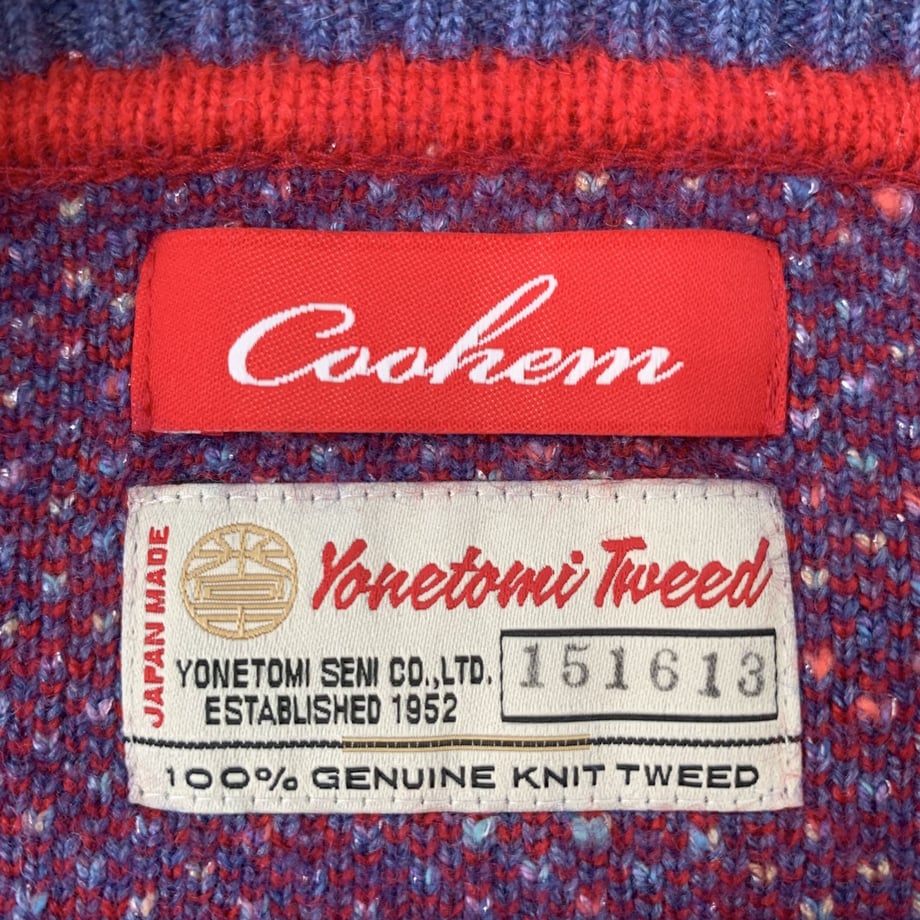 Coohem
JAPAN MADE
Yonetomi Tweed
YONETOMI SENI CO.,LTD.
ESTABLISHED 1952
151613
100% GENUINE KNIT TWEED